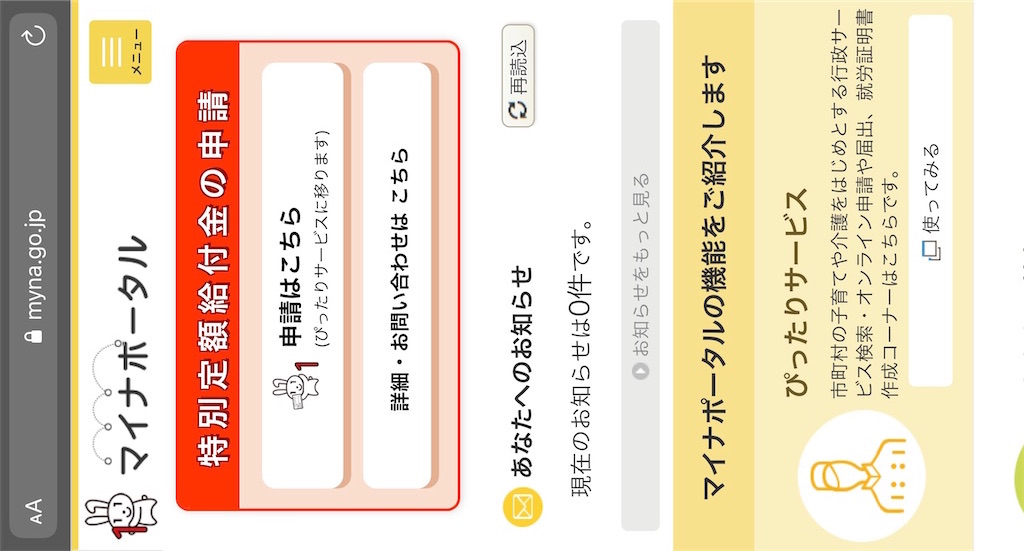 AA
myna.go.jp
マイナポータル
メニュー
特別定額給付金の申請
申請はこちら
(ぴったりサービスに移ります)
詳細・お問い合わせは こちら
あなたへのお知らせ
再読込
現在のお知らせは0件です。
お知らせをもっと見る
マイナポータルの機能をご紹介します
ぴったりサービス
市町村の子育てや介護をはじめとする行政サー
ビス検索・オンライン申請や届出、就労証明書
作成コーナーはこちらです。
使ってみる